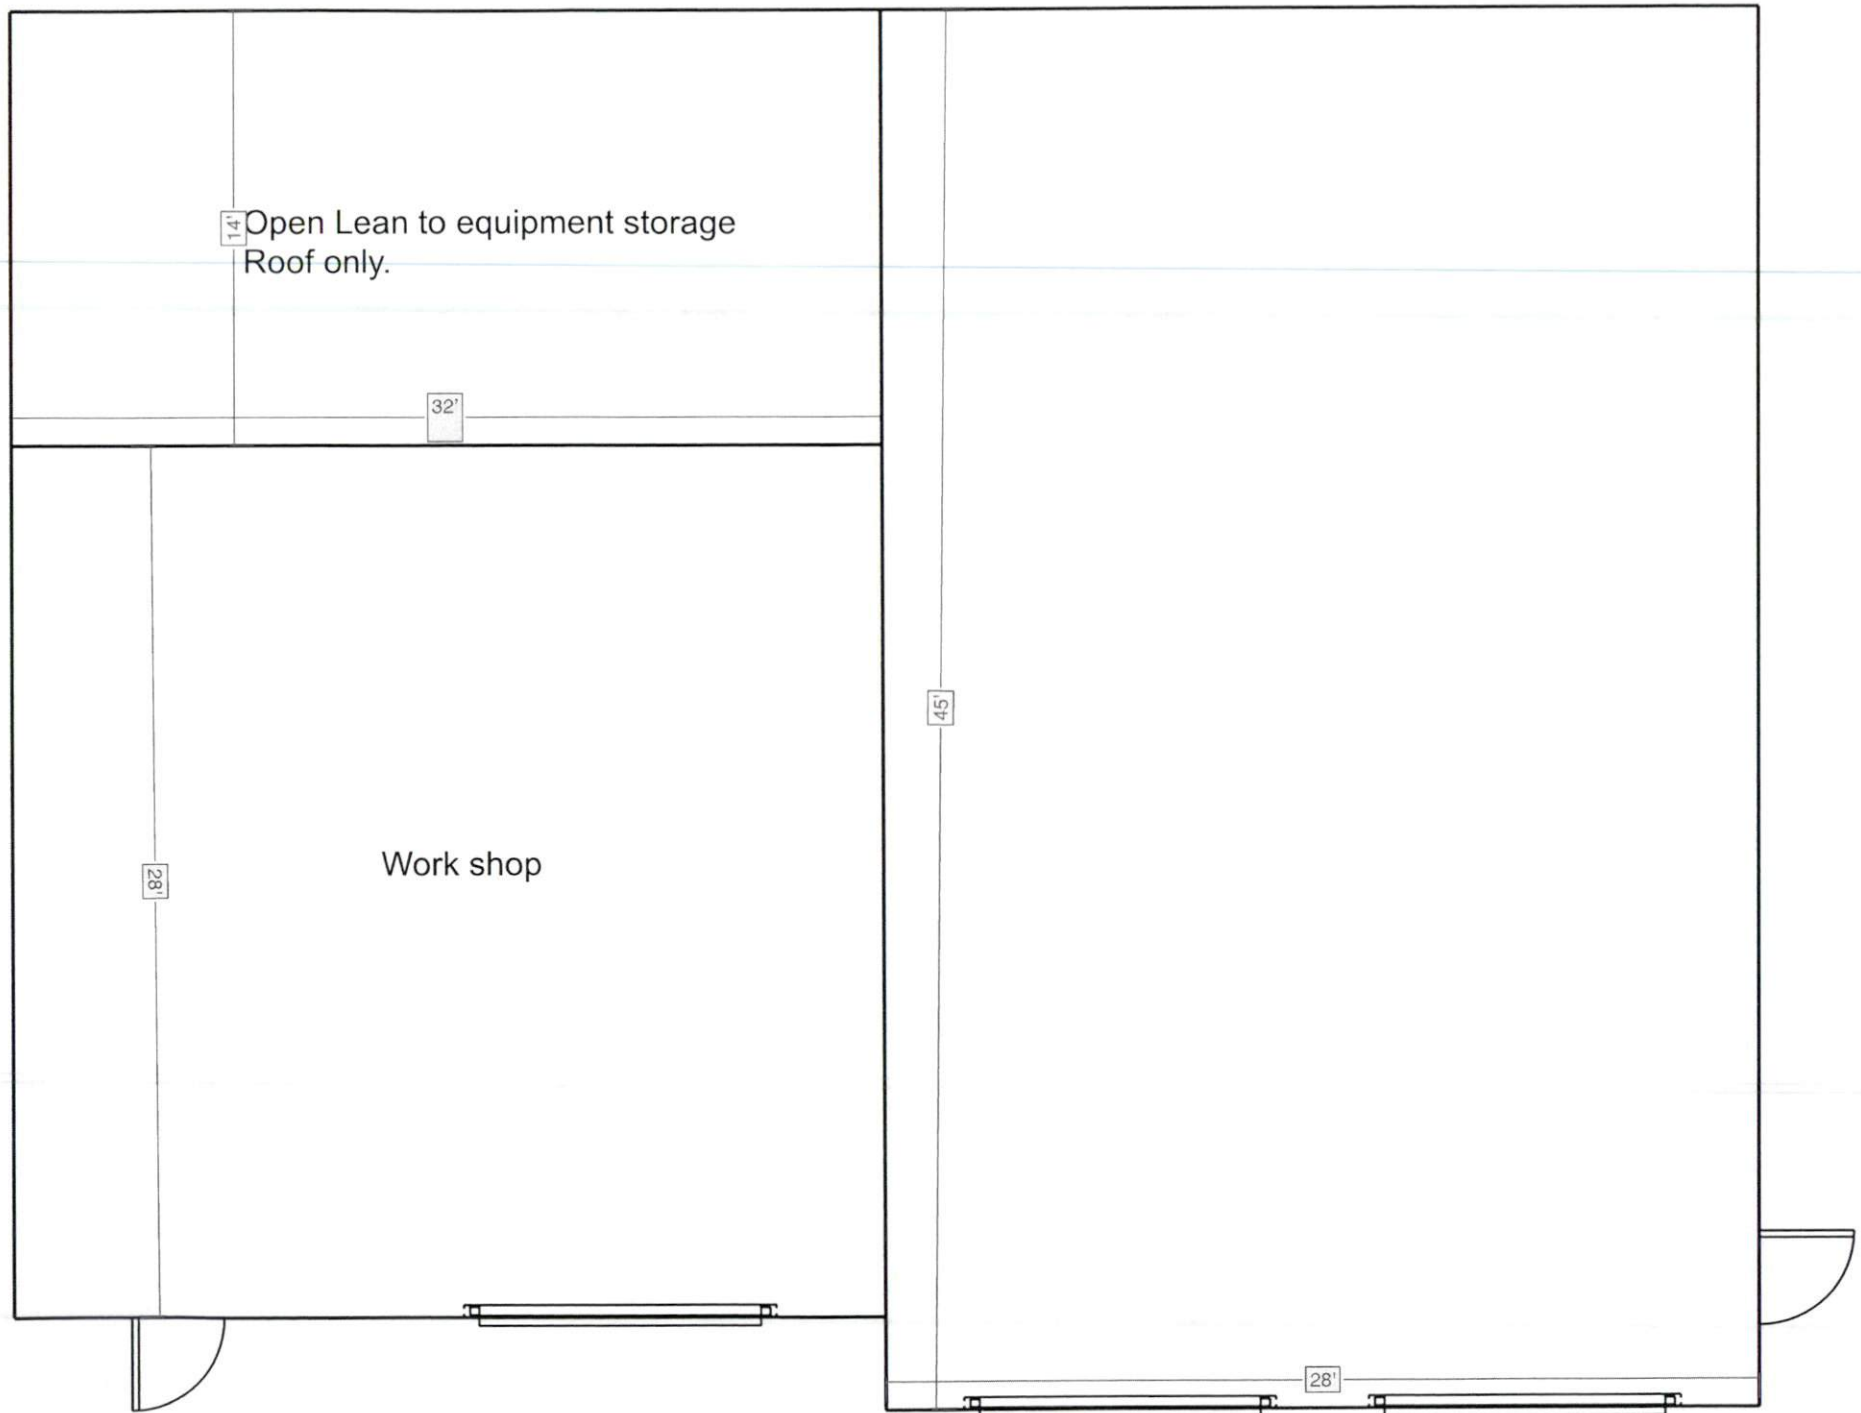 14'
Open Lean to equipment storage
Roof only.
32'
45'
Work shop
28'
28'